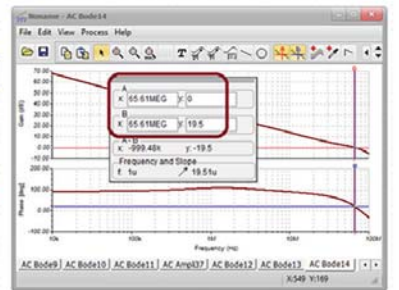 Noname - AC Bode14
File Edit View Process Help
T
70.00
60.00
50.00
40.00
30.00
20.00
10.00
0.00
-10.00
Gain (dB)
A
x: 65.61MEG y: 0
B
x: 65.61MEG y: 19.5
A - B
x: -999.48k y: -19.5
Frequency and Slope
f: 1u 19.51u
200.00
100.00
0.00
-100.00
Phase [deg]
10k 100k 1M 10M 100M
Frequency (Hz)
AC Bode9 AC Bode10 AC Bode11 AC Ampl37 AC Bode12 AC Bode13 AC Bode14
X:549 Y:169